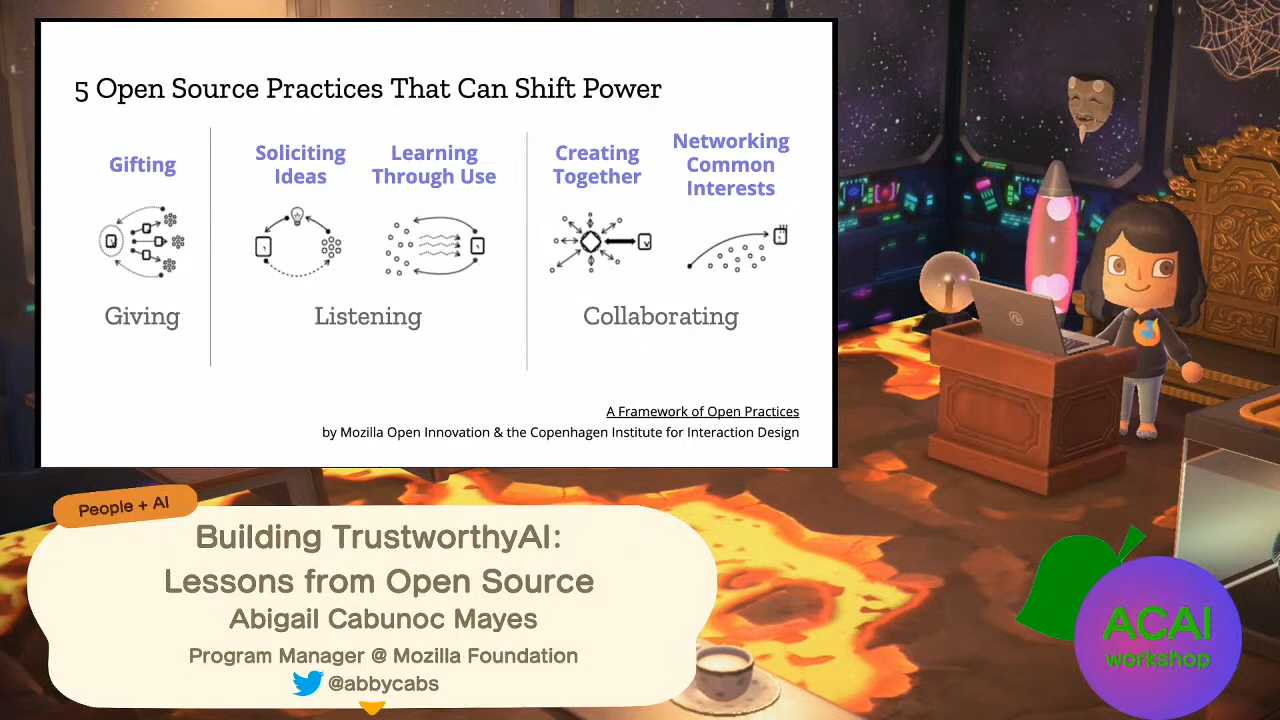 5 Open Source Practices That Can Shift Power
Gifting
Soliciting
Ideas
Learning
Through Use
Creating
Together
Networking
Common
Interests
Giving
Listening
Collaborating
A Framework of Open Practices
by Mozilla Open Innovation & the Copenhagen Institute for Interaction Design
People + AI
Building TrustworthyAI:
Lessons from Open Source
Abigail Cabunoc Mayes
Program Manager @ Mozilla Foundation
@abbycabs
ACAI
workshop